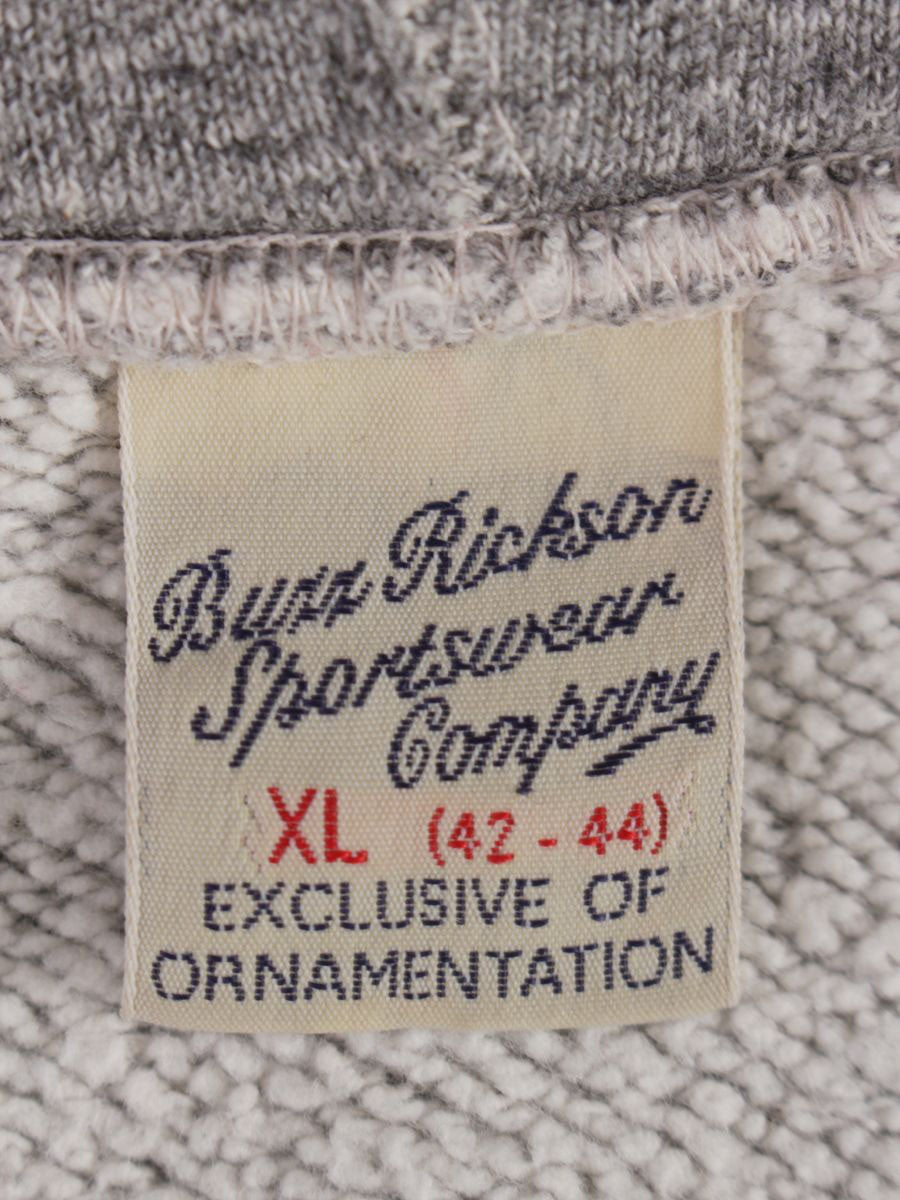 Buzz Rickson
Sportswear
Company
XL (42 - 44)
EXCLUSIVE OF
ORNAMENTATION